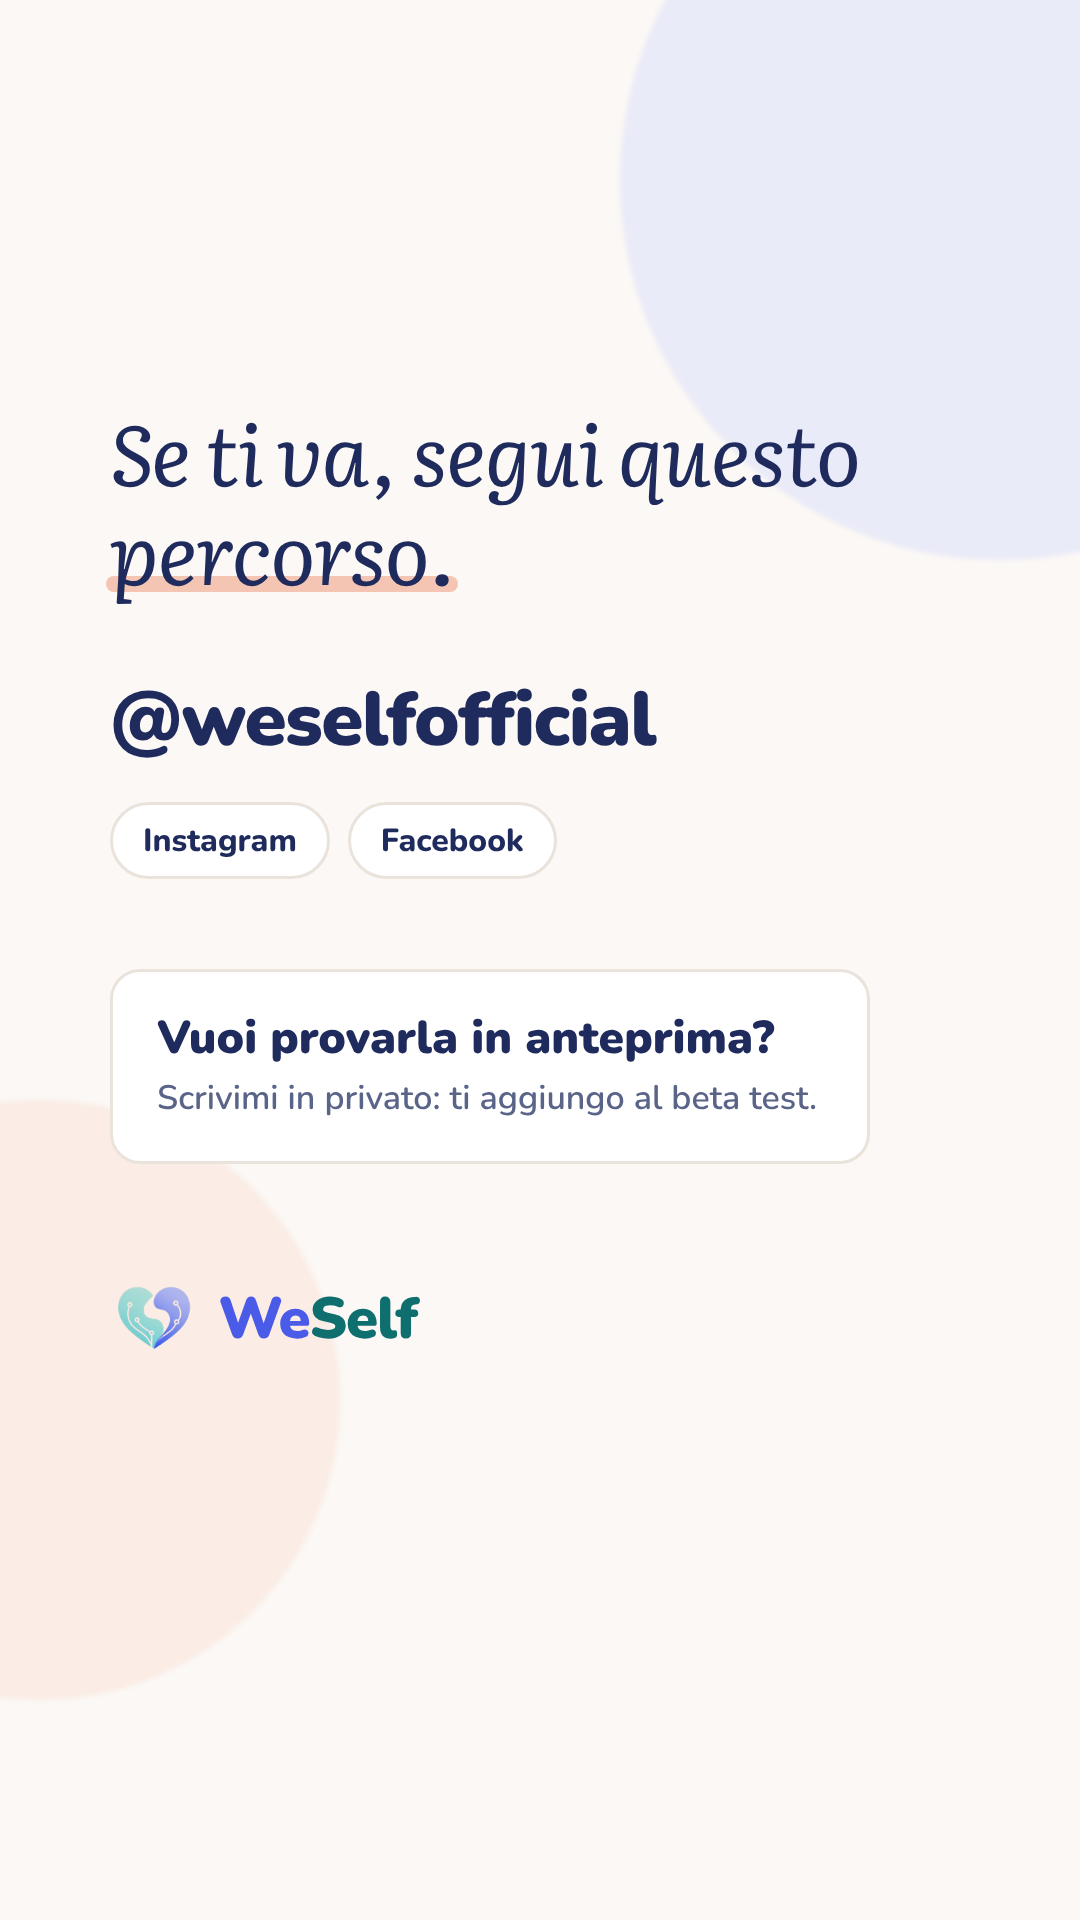 Se ti va, segui questo
percorso.
@weselfofficial
Instagram
Facebook
Vuoi provarla in anteprima?
Scrivimi in privato: ti aggiungo al beta test.
WeSelf